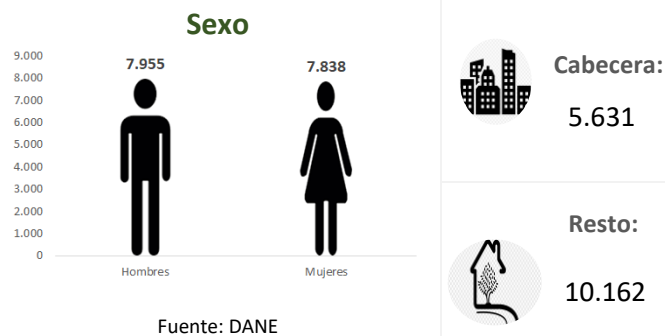 Sexo
9.000
8.000
7.000
6.000
5.000
4.000
3.000
2.000
1.000
0
7.955
7.838
Hombres
Mujeres
Fuente: DANE
Cabecera:
5.631
Resto:
10.162